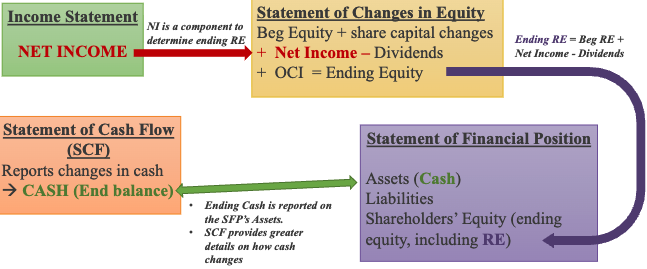 Income Statement
NET INCOME
NI is a component to
determine ending RE
Statement of Changes in Equity
Beg Equity + share capital changes
+ Net Income – Dividends
+ OCI = Ending Equity
Ending RE = Beg RE +
Net Income - Dividends
Statement of Cash Flow
(SCF)
Reports changes in cash
→ CASH (End balance)
• Ending Cash is reported on
the SFP's Assets.
• SCF provides greater
details on how cash
changes
Statement of Financial Position
Assets (Cash)
Liabilities
Shareholders' Equity (ending
equity, including RE)